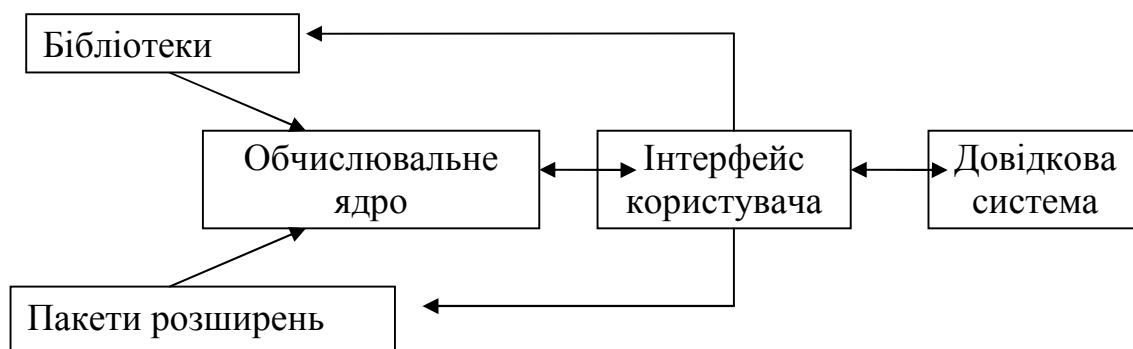 Бібліотеки
Обчислювальне
ядро
Інтерфейс
користувача
Довідкова
система
Пакети розширень